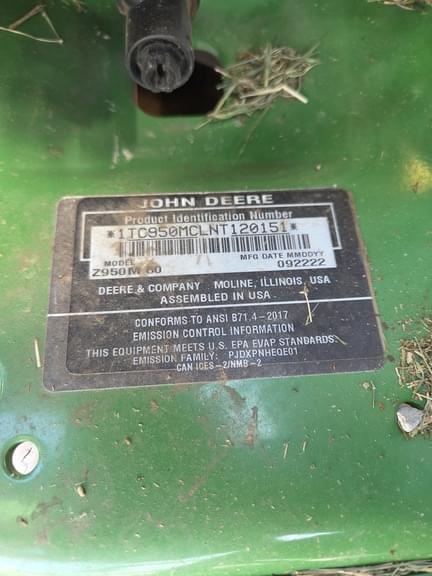 JOHN DEERE
Product Identification Number
*1TC950MCLNT120151*
MODEL MFG DATE MMDDYY
Z950M 60 092222
DEERE & COMPANY MOLINE, ILLINOIS, USA
ASSEMBLED IN USA
CONFORMS TO ANSI B71.4-2017
EMISSION CONTROL INFORMATION
THIS EQUIPMENT MEETS U.S. EPA EVAP STANDARDS.
EMISSION FAMILY: PJDXPNHEQE01
CAN ICES-2/NMB-2